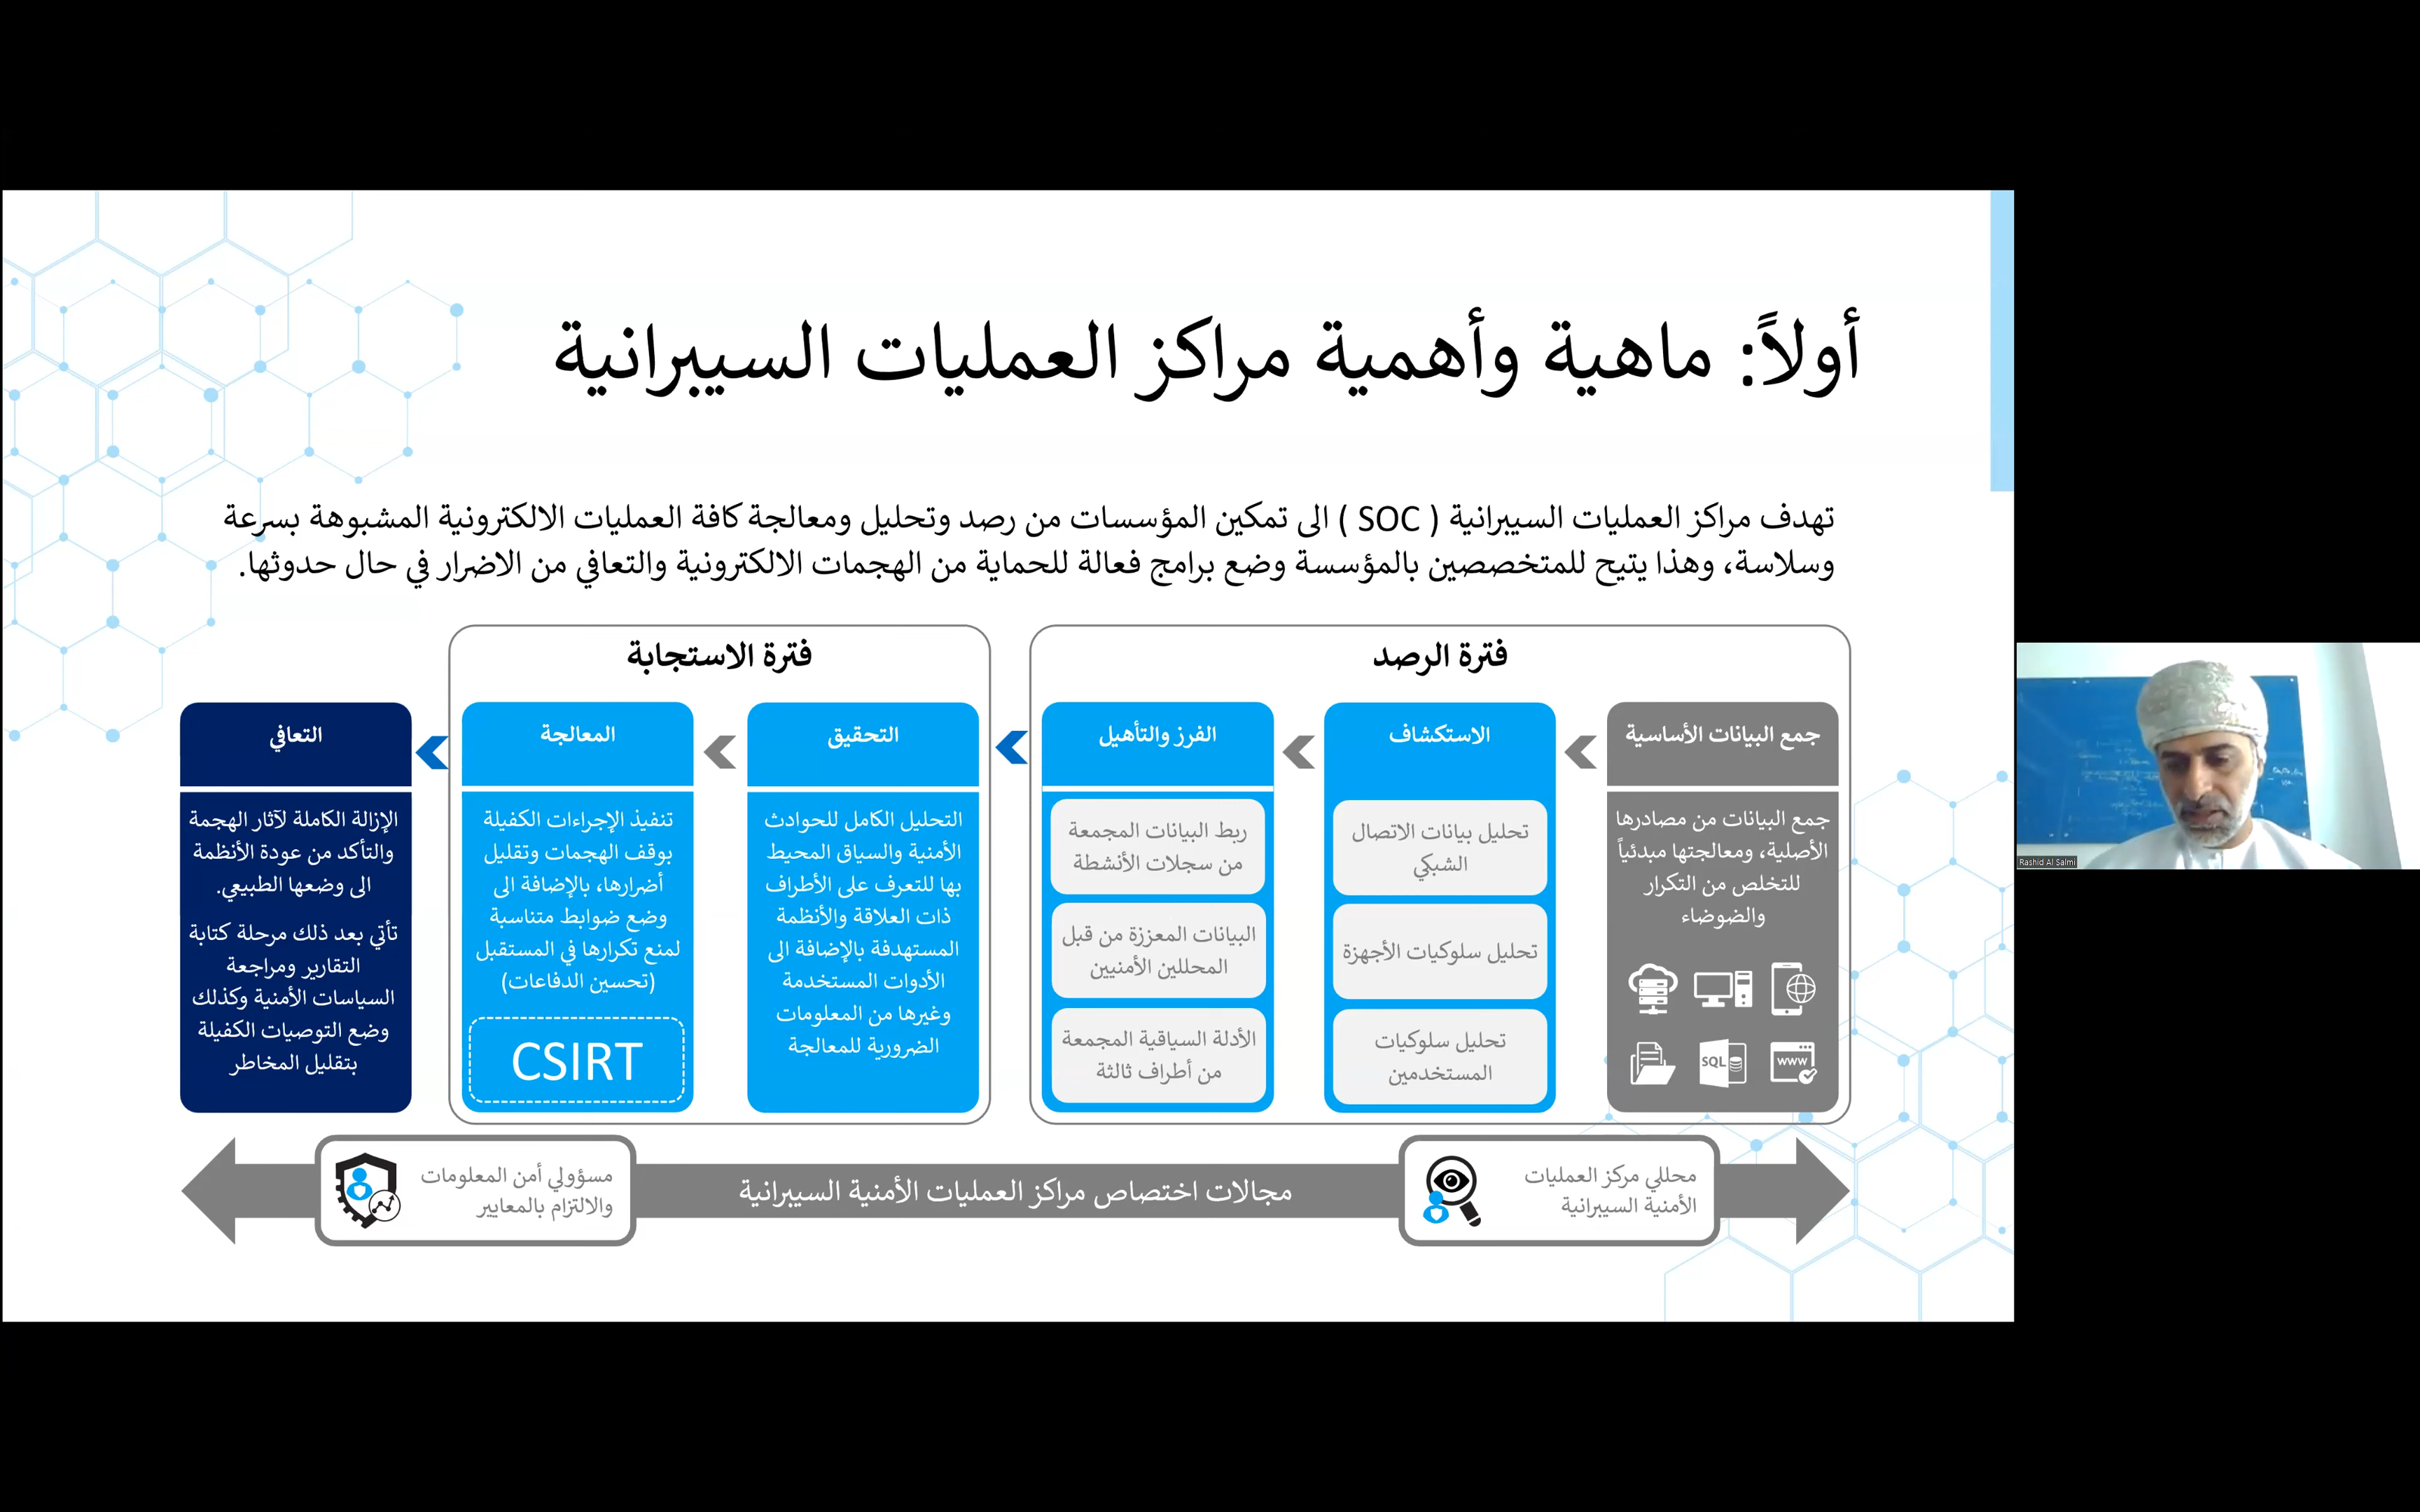 أولاً: ماهية وأهمية مراكز العمليات السيبرانية
تهدف مراكز العمليات السيبرانية ( SOC ) الى تمكين المؤسسات من رصد وتحليل ومعالجة كافة العمليات الالكترونية المشبوهة بسرعة
وسلاسة، وهذا يتيح للمتخصصين بالمؤسسة وضع برامج فعالة للحماية من الهجمات الالكترونية والتعافي من الاضرار في حال حدوثها.
فترة الرصد
جمع البيانات الأساسية
جمع البيانات من مصادرها
الأصلية، ومعالجتها مبدئياً
للتخلص من التكرار
والضوضاء
SQL
WWW
الاستكشاف
تحليل بيانات الاتصال
الشبكي
تحليل سلوكيات الأجهزة
تحليل سلوكيات
المستخدمين
الفرز والتأهيل
ربط البيانات المجمعة
من سجلات الأنشطة
البيانات المعززة من قبل
المحللين الأمنيين
الأدلة السياقية المجمعة
من أطراف ثالثة
فترة الاستجابة
التحقيق
التحليل الكامل للحوادث
الأمنية والسياق المحيط
بها للتعرف على الأطراف
ذات العلاقة والأنظمة
المستهدفة بالإضافة الى
الأدوات المستخدمة
وغيرها من المعلومات
الضرورية للمعالجة
المعالجة
تنفيذ الإجراءات الكفيلة
بوقف الهجمات وتقليل
أضرارها، بالإضافة الى
وضع ضوابط متناسبة
لمنع تكرارها في المستقبل
(تحسين الدفاعات)
CSIRT
التعافي
الإزالة الكاملة لآثار الهجمة
والتأكد من عودة الأنظمة
الى وضعها الطبيعي.
تأتي بعد ذلك مرحلة كتابة
التقارير ومراجعة
السياسات الأمنية وكذلك
وضع التوصيات الكفيلة
بتقليل المخاطر
محللي مركز العمليات
الأمنية السيبرانية
مجالات اختصاص مراكز العمليات الأمنية السيبرانية
مسؤولي أمن المعلومات
والالتزام بالمعايير
Rashid Al Salmi